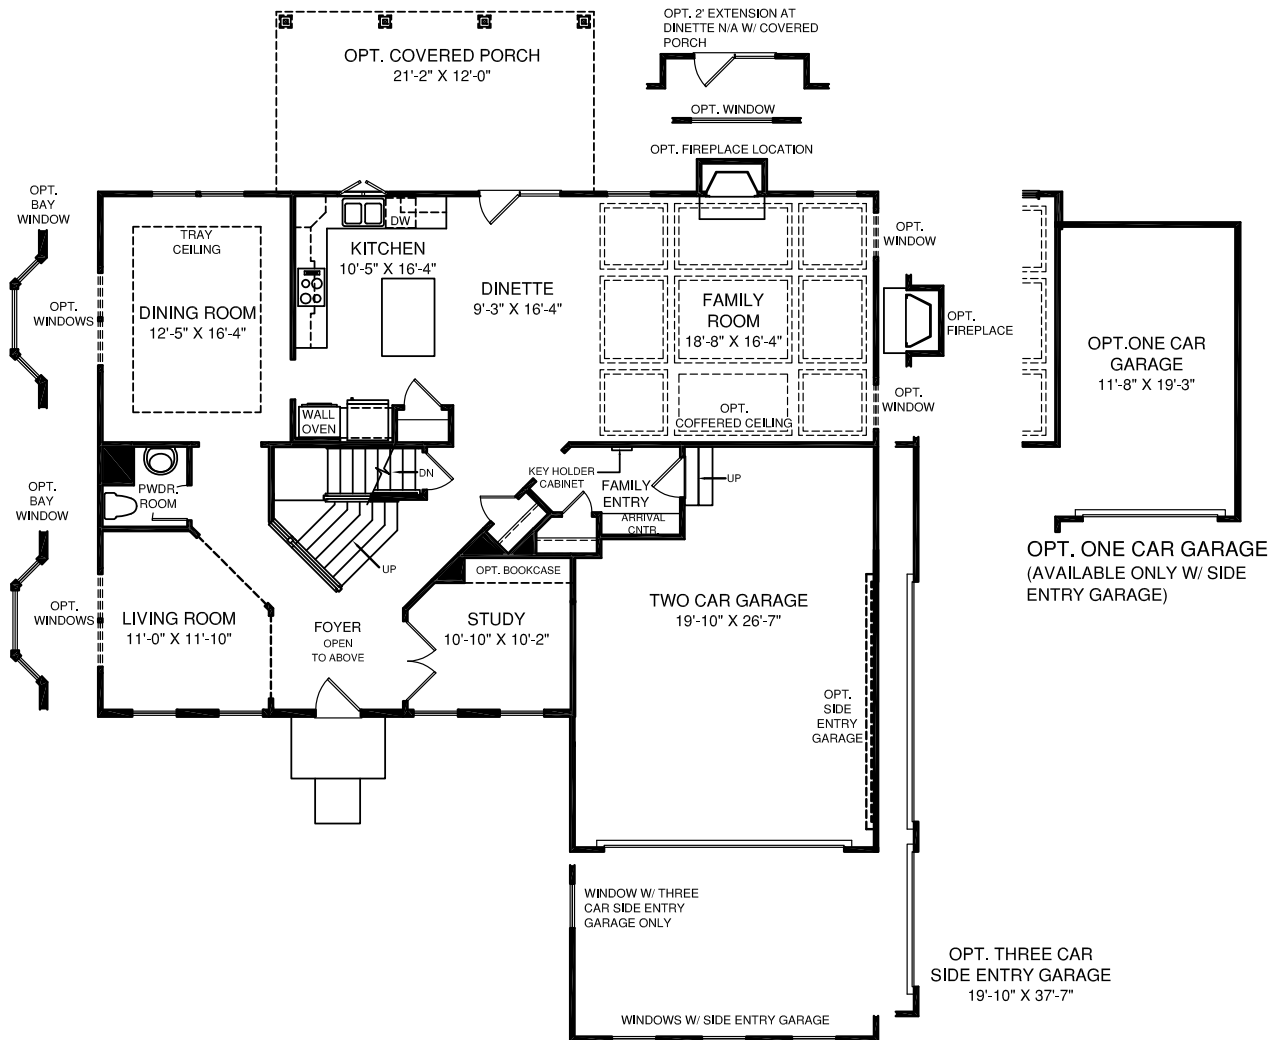 OPT. 2' EXTENSION AT
DINETTE N/A W/ COVERED
PORCH
OPT. COVERED PORCH
21'-2" X 12'-0"
OPT. WINDOW
OPT. FIREPLACE LOCATION
OPT.
BAY
WINDOW
TRAY
CEILING
DW
KITCHEN
10'-5" X 16'-4"
OPT.
WINDOW
OPT.
WINDOWS
DINING ROOM
12'-5" X 16'-4"
DINETTE
9'-3" X 16'-4"
FAMILY
ROOM
18'-8" X 16'-4"
OPT.
FIREPLACE
OPT.ONE CAR
GARAGE
11'-8" X 19'-3"
WALL
OVEN
OPT.
COFFERED CEILING
OPT.
WINDOW
OPT.
BAY
WINDOW
PWDR.
ROOM
DN
KEY HOLDER
CABINET
FAMILY
ENTRY
UP
ARRIVAL
CNTR.
OPT. ONE CAR GARAGE
(AVAILABLE ONLY W/ SIDE
ENTRY GARAGE)
UP
OPT. BOOKCASE
OPT.
WINDOWS
LIVING ROOM
11'-0" X 11'-10"
FOYER
OPEN
TO ABOVE
STUDY
10'-10" X 10'-2"
TWO CAR GARAGE
19'-10" X 26'-7"
OPT.
SIDE
ENTRY
GARAGE
WINDOW W/ THREE
CAR SIDE ENTRY
GARAGE ONLY
OPT. THREE CAR
SIDE ENTRY GARAGE
19'-10" X 37'-7"
WINDOWS W/ SIDE ENTRY GARAGE